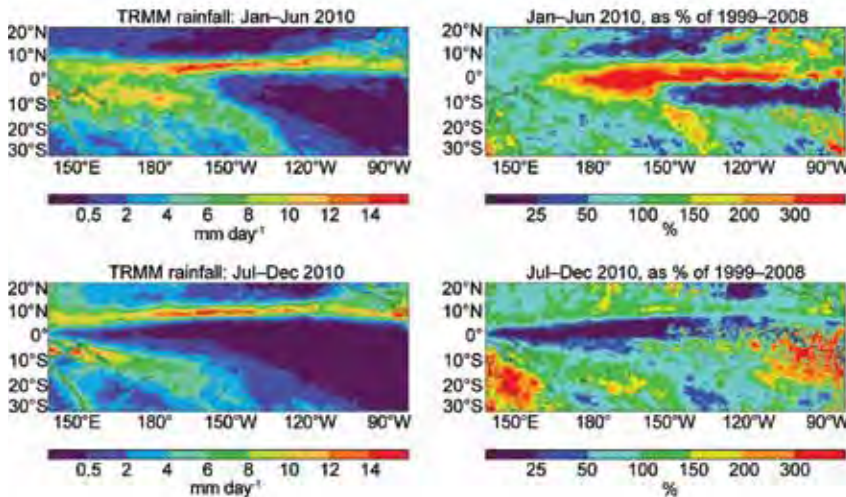 TRMM rainfall: Jan–Jun 2010
20°N
10°N
0°
10°S
20°S
30°S
150°E 180° 150°W 120°W 90°W
0.5 2 4 6 8 10 12 14
mm day⁻¹
Jan–Jun 2010, as % of 1999–2008
20°N
10°N
0°
10°S
20°S
30°S
150°E 180° 150°W 120°W 90°W
25 50 100 150 200 300
%
TRMM rainfall: Jul–Dec 2010
20°N
10°N
0°
10°S
20°S
30°S
150°E 180° 150°W 120°W 90°W
0.5 2 4 6 8 10 12 14
mm day⁻¹
Jul–Dec 2010, as % of 1999–2008
20°N
10°N
0°
10°S
20°S
30°S
150°E 180° 150°W 120°W 90°W
25 50 100 150 200 300
%